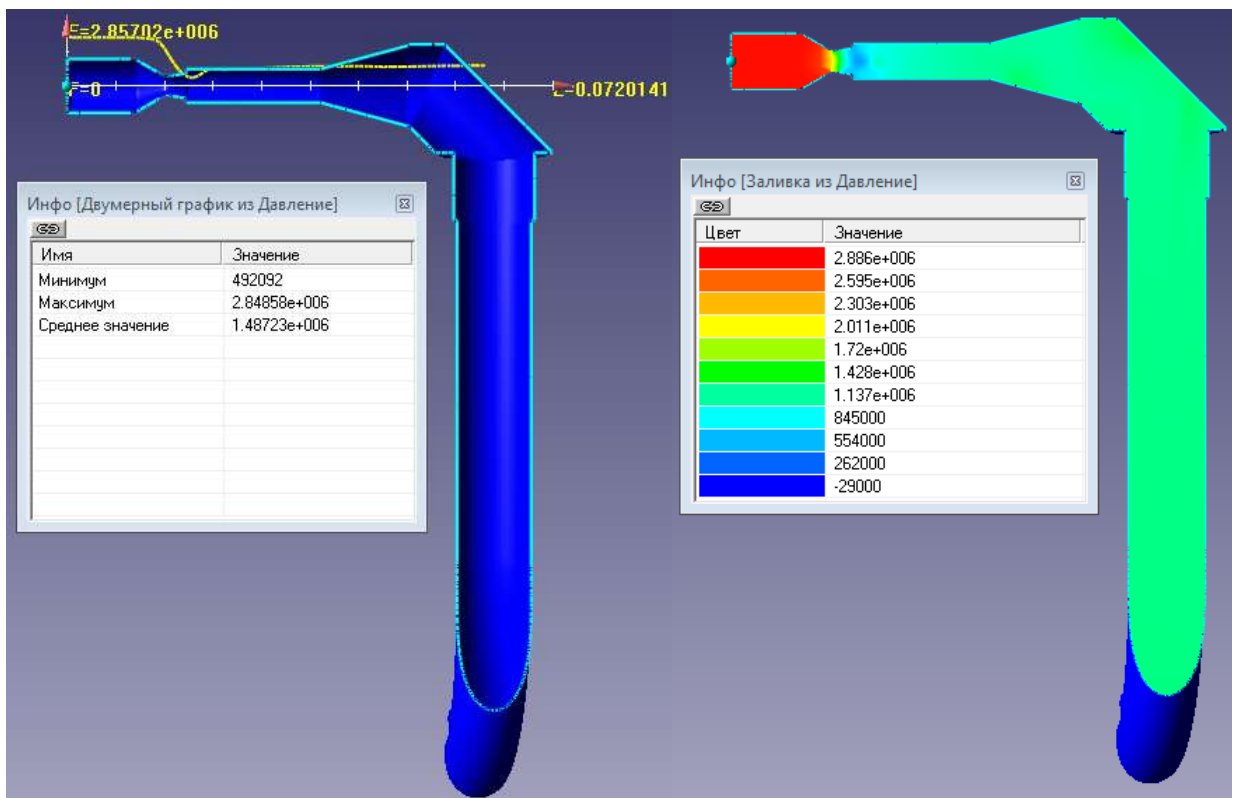 F=2.85702e+006
F=0
L=0.0720141
Инфо [Двумерный график из Давление]
Имя Значение
Минимум 492092
Максимум 2.84858e+006
Среднее значение 1.48723e+006
Инфо [Заливка из Давление]
Цвет Значение
2.886e+006
2.595e+006
2.303e+006
2.011e+006
1.72e+006
1.428e+006
1.137e+006
845000
554000
262000
-29000